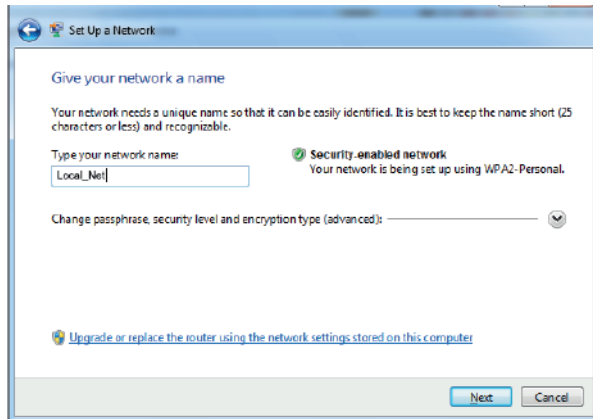 Set Up a Network
Give your network a name
Your network needs a unique name so that it can be easily identified. It is best to keep the name short (25
characters or less) and recognizable.
Type your network name:
Security-enabled network
Local_Net
Your network is being set up using WPA2-Personal.
Change passphrase, security level and encryption type (advanced):
Upgrade or replace the router using the network settings stored on this computer
Next
Cancel